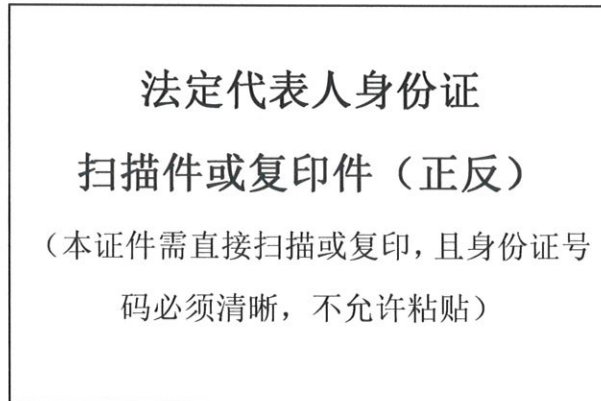 法定代表人身份证
扫描件或复印件（正反）
（本证件需直接扫描或复印，且身份证号
码必须清晰，不允许粘贴）